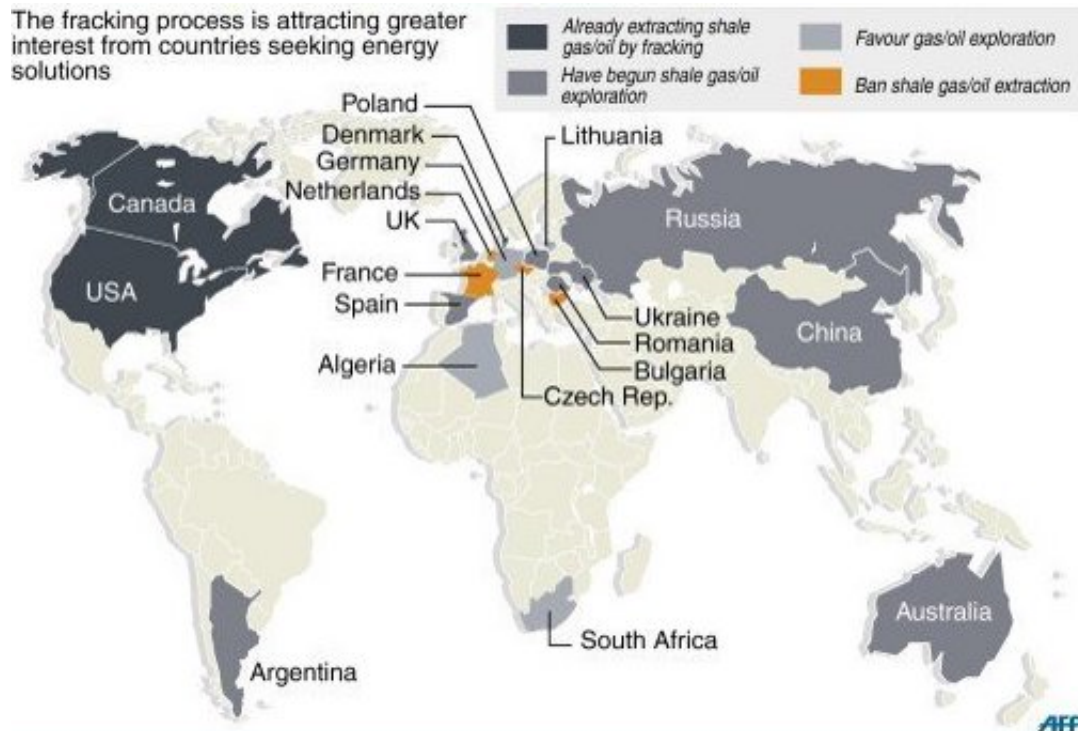 The fracking process is attracting greater
interest from countries seeking energy
solutions
Already extracting shale
gas/oil by fracking
Have begun shale gas/oil
exploration
Favour gas/oil exploration
Ban shale gas/oil extraction
Poland
Denmark
Germany
Netherlands
UK
France
Spain
Algeria
Lithuania
Canada
USA
Russia
China
Ukraine
Romania
Bulgaria
Czech Rep.
South Africa
Argentina
Australia
AFP